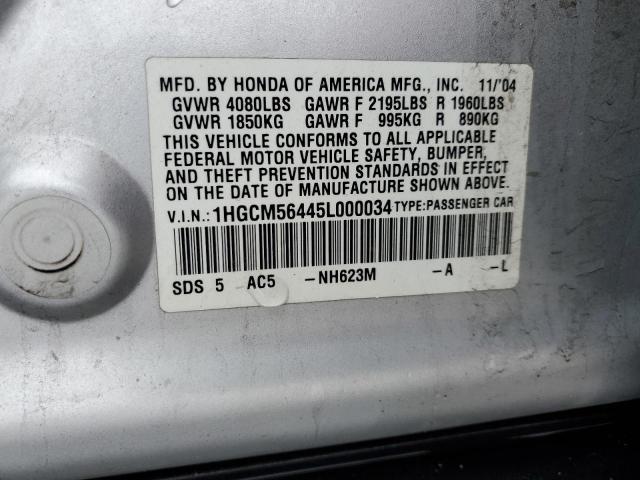 MFD. BY HONDA OF AMERICA MFG., INC. 11/'04
GVWR 4080LBS GAWR F 2195LBS R 1960LBS
GVWR 1850KG GAWR F 995KG R 890KG
THIS VEHICLE CONFORMS TO ALL APPLICABLE
FEDERAL MOTOR VEHICLE SAFETY, BUMPER,
AND THEFT PREVENTION STANDARDS IN EFFECT
ON THE DATE OF MANUFACTURE SHOWN ABOVE.
V.I.N.: 1HGCM56445L000034 TYPE: PASSENGER CAR
SDS 5 AC5 -NH623M -A -L